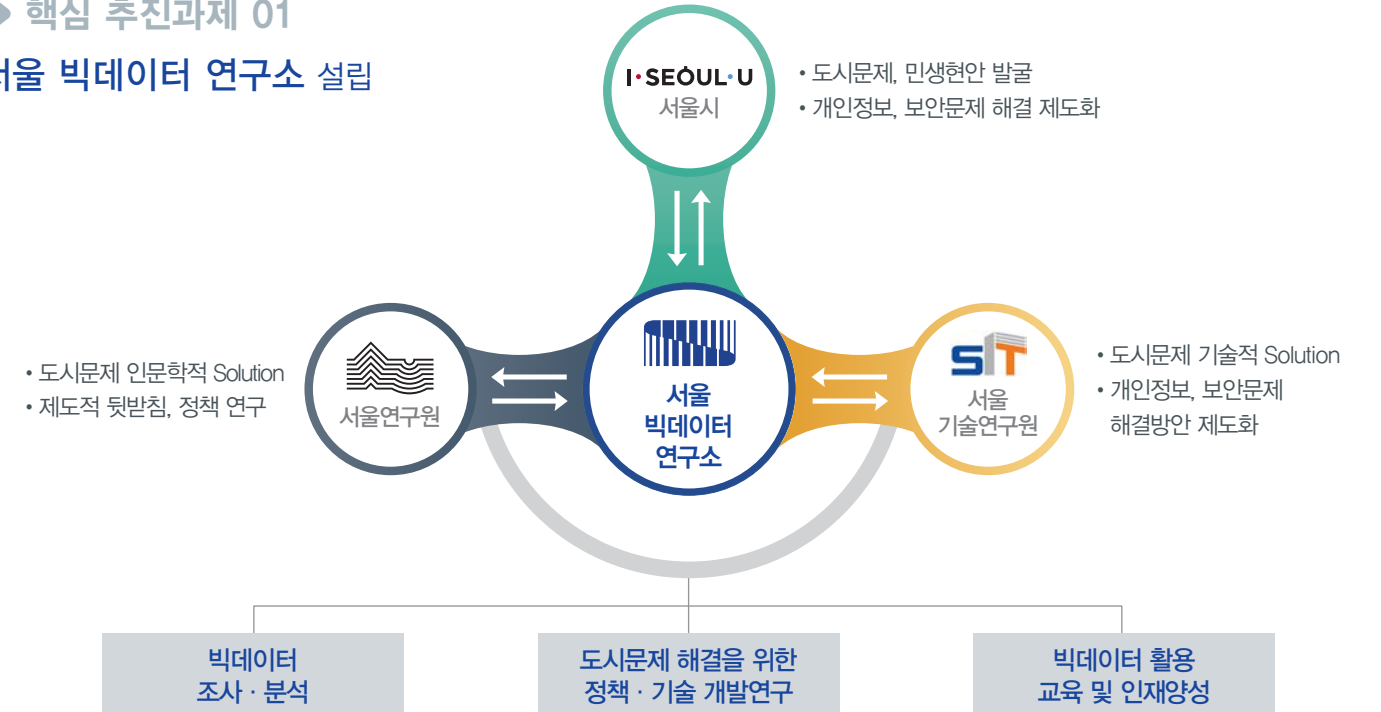 핵심 추진과제 01
서울 빅데이터 연구소 설립
I·SEOUL·U
서울시
• 도시문제, 민생현안 발굴
• 개인정보, 보안문제 해결 제도화
• 도시문제 인문학적 Solution
• 제도적 뒷받침, 정책 연구
서울연구원
서울
빅데이터
연구소
SIT
서울
기술연구원
• 도시문제 기술적 Solution
• 개인정보, 보안문제
해결방안 제도화
빅데이터
조사 · 분석
도시문제 해결을 위한
정책 · 기술 개발연구
빅데이터 활용
교육 및 인재양성